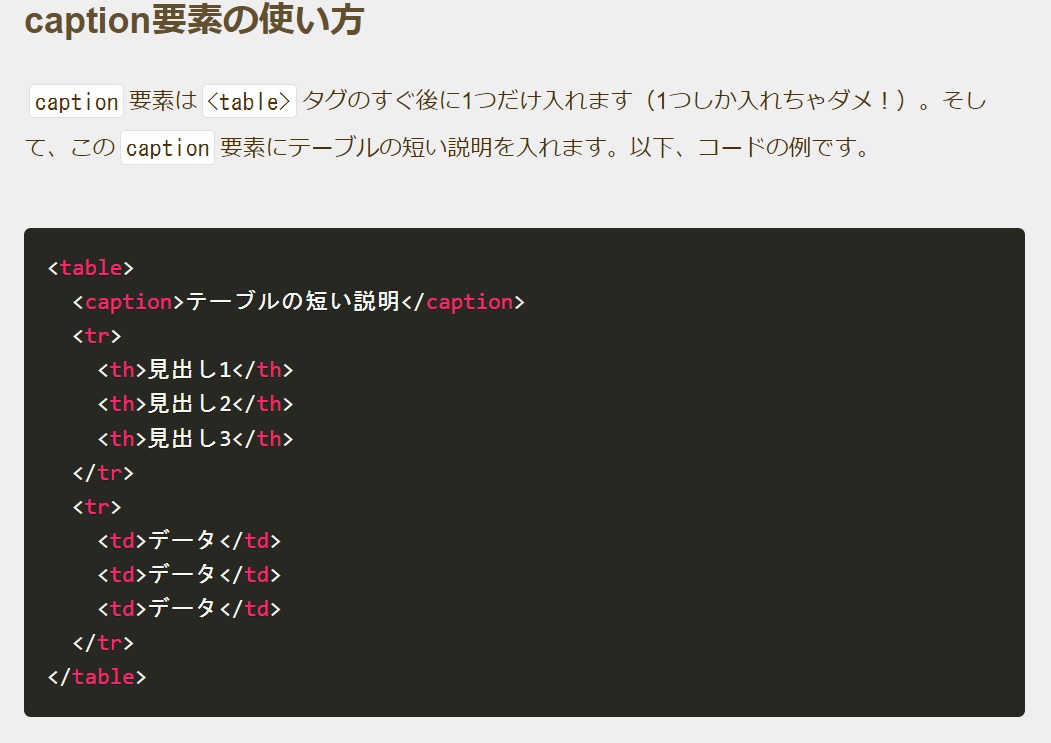 caption要素の使い方
caption 要素は <table> タグのすぐ後に1つだけ入れます（1つしか入れちゃダメ！）。そし
て、この caption 要素にテーブルの短い説明を入れます。以下、コードの例です。
<table>
  <caption>テーブルの短い説明</caption>
  <tr>
    <th>見出し1</th>
    <th>見出し2</th>
    <th>見出し3</th>
  </tr>
  <tr>
    <td>データ</td>
    <td>データ</td>
    <td>データ</td>
  </tr>
</table>